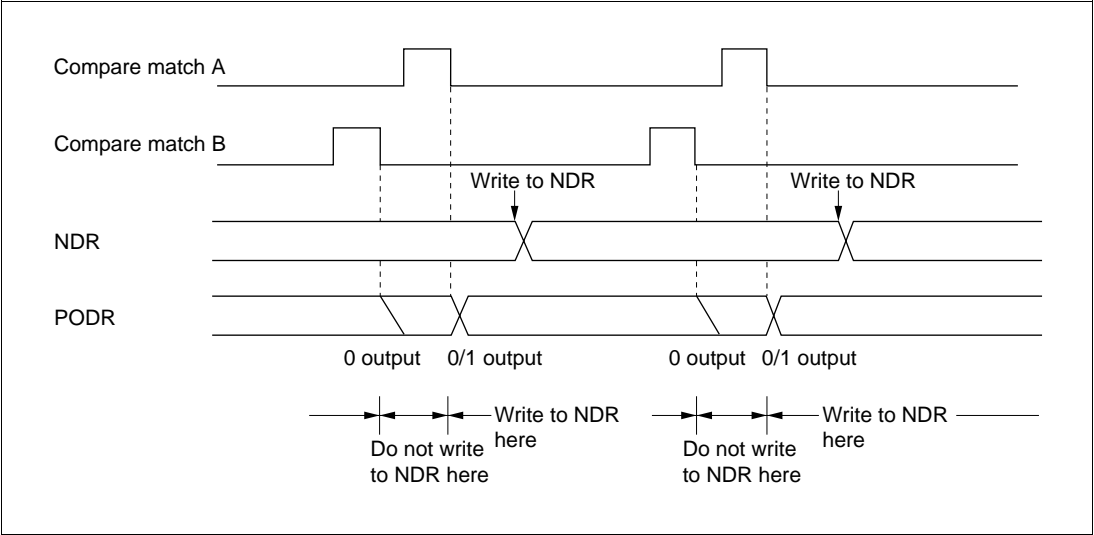 Compare match A
Compare match B
Write to NDR Write to NDR
NDR
PODR
0 output 0/1 output 0 output 0/1 output
Write to NDR here
Do not write to NDR here
Write to NDR here
Do not write to NDR here